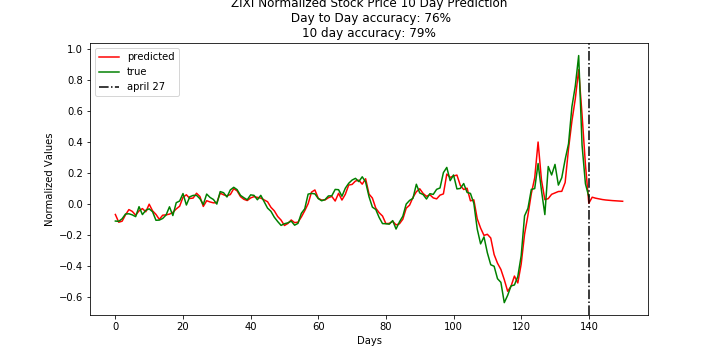 ZIXI Normalized Stock Price 10 Day Prediction
Day to Day accuracy: 76%
10 day accuracy: 79%
predicted
true
april 27
Normalized Values
1.0
0.8
0.6
0.4
0.2
0.0
−0.2
−0.4
−0.6
0 20 40 60 80 100 120 140
Days